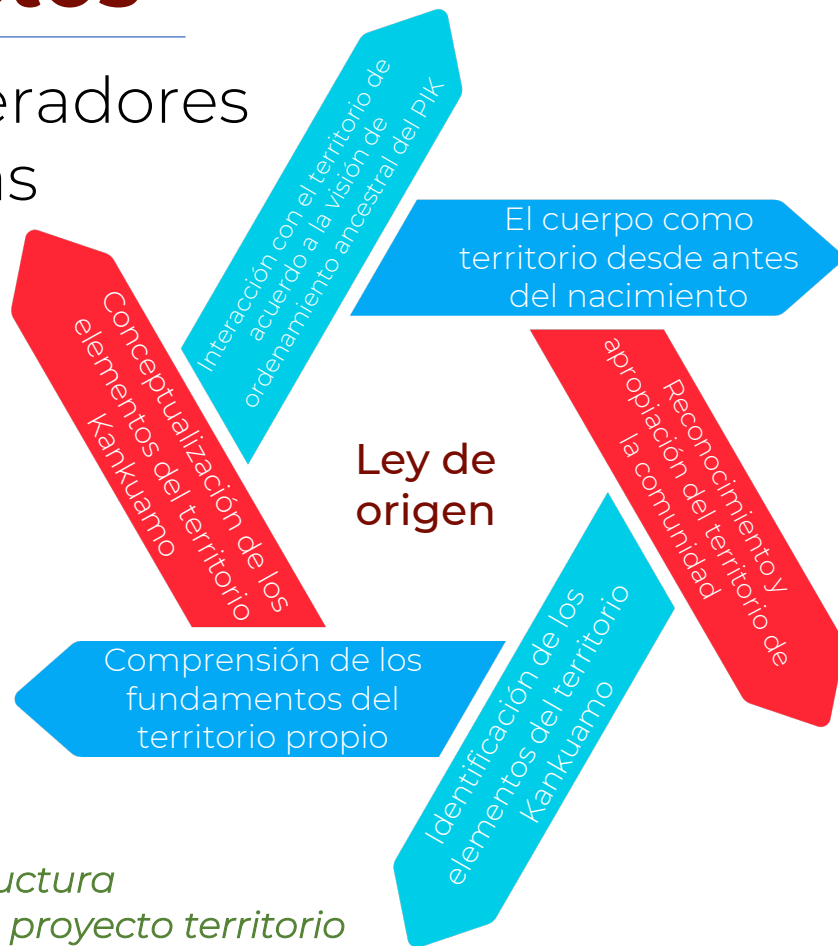 eradores
Interacción con el territorio de
acuerdo a la visión de
ordenamiento ancestral del PIK
El cuerpo como
territorio desde antes
del nacimiento
Reconocimiento y
apropiación del territorio de
la comunidad
Identificación de los
elementos del territorio
Kankuamo
Comprensión de los
fundamentos del
territorio propio
Conceptualización de los
elementos del territorio
Kankuamo
Ley de
origen
uctura
proyecto territorio